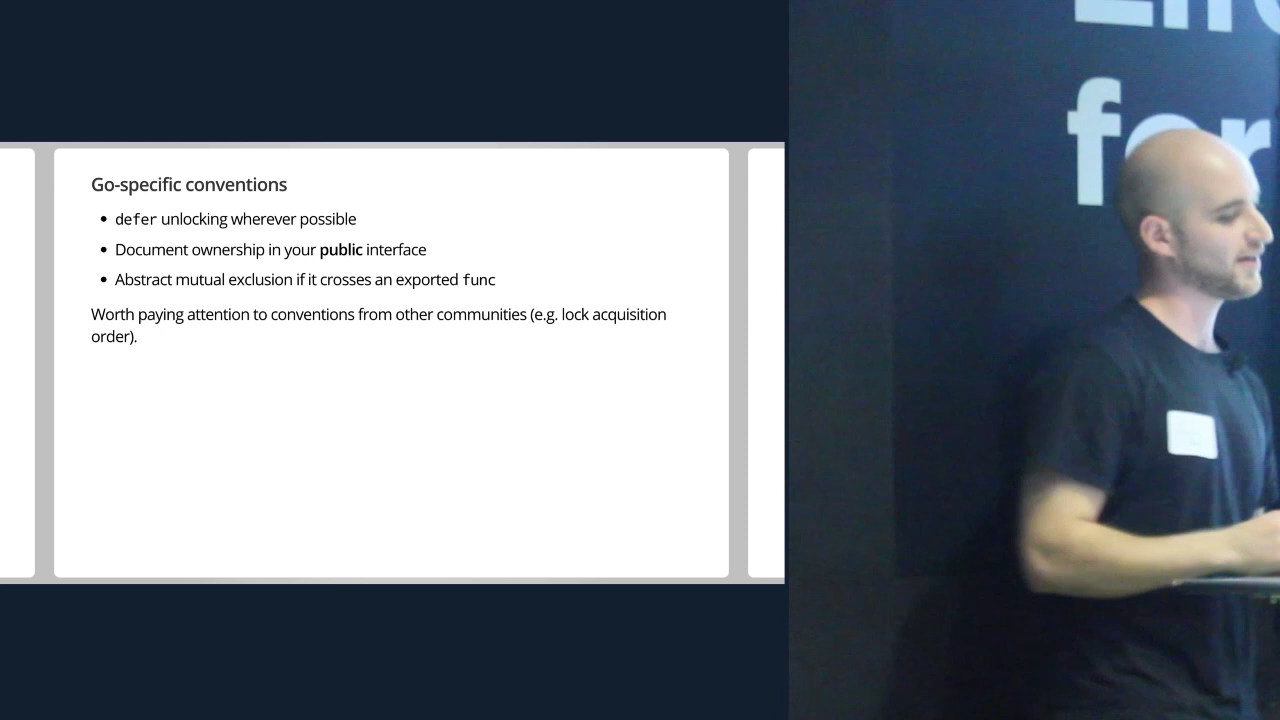 Go-specific conventions
defer unlocking wherever possible
Document ownership in your public interface
Abstract mutual exclusion if it crosses an exported func
Worth paying attention to conventions from other communities (e.g. lock acquisition
order).
for